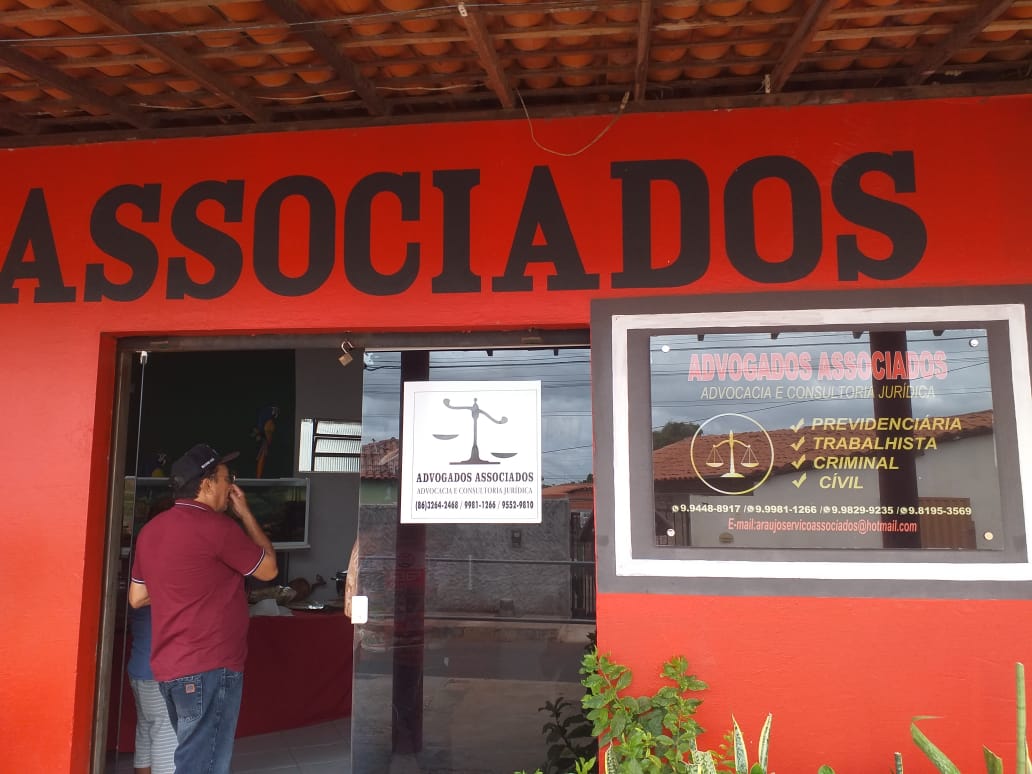 ASSOCIADOS
ADVOGADOS ASSOCIADOS
ADVOCACIA E CONSULTORIA JURÍDICA
(86)3264-2468 / 9981-1266 / 9552-9810
ADVOGADOS ASSOCIADOS
ADVOCACIA E CONSULTORIA JURÍDICA
PREVIDENCIÁRIA
TRABALHISTA
CRIMINAL
CÍVIL
9.9448-8917 / 9.9981-1266 / 9.9829-9235 / 9.8195-3569
E-mail:araujoservicoassociados@hotmail.com